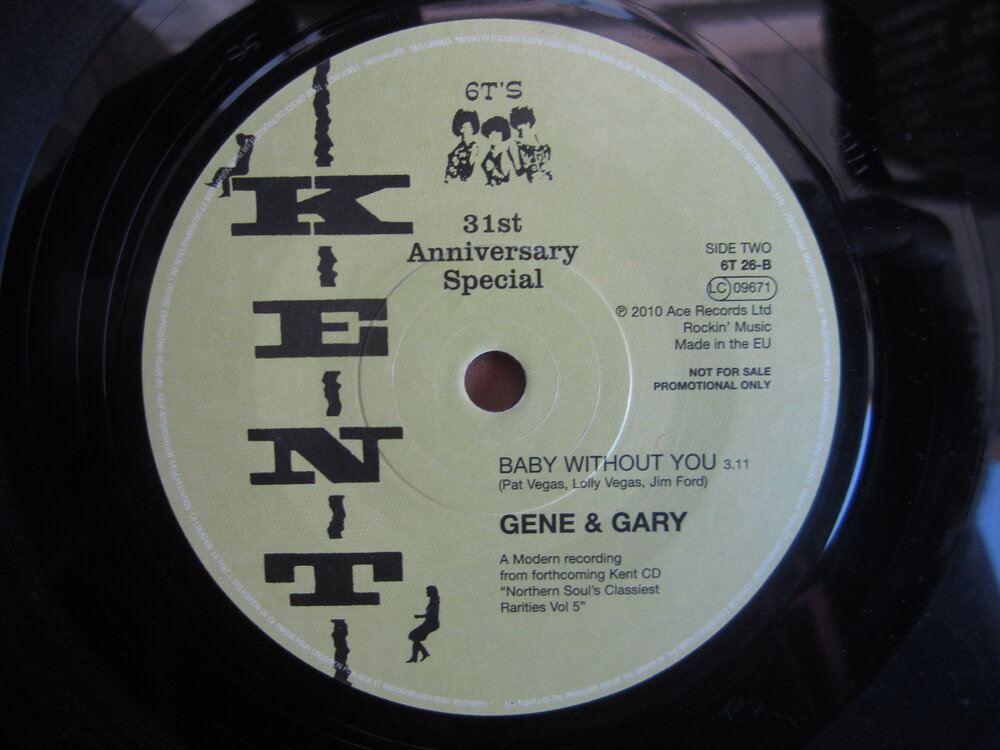 6T'S
KENT
31st
Anniversary
Special
SIDE TWO
6T 26-B
LC 09671
℗ 2010 Ace Records Ltd
Rockin' Music
Made in the EU
NOT FOR SALE
PROMOTIONAL ONLY
BABY WITHOUT YOU 3.11
(Pat Vegas, Lolly Vegas, Jim Ford)
GENE & GARY
A Modern recording
from forthcoming Kent CD
"Northern Soul's Classiest
Rarities Vol 5"